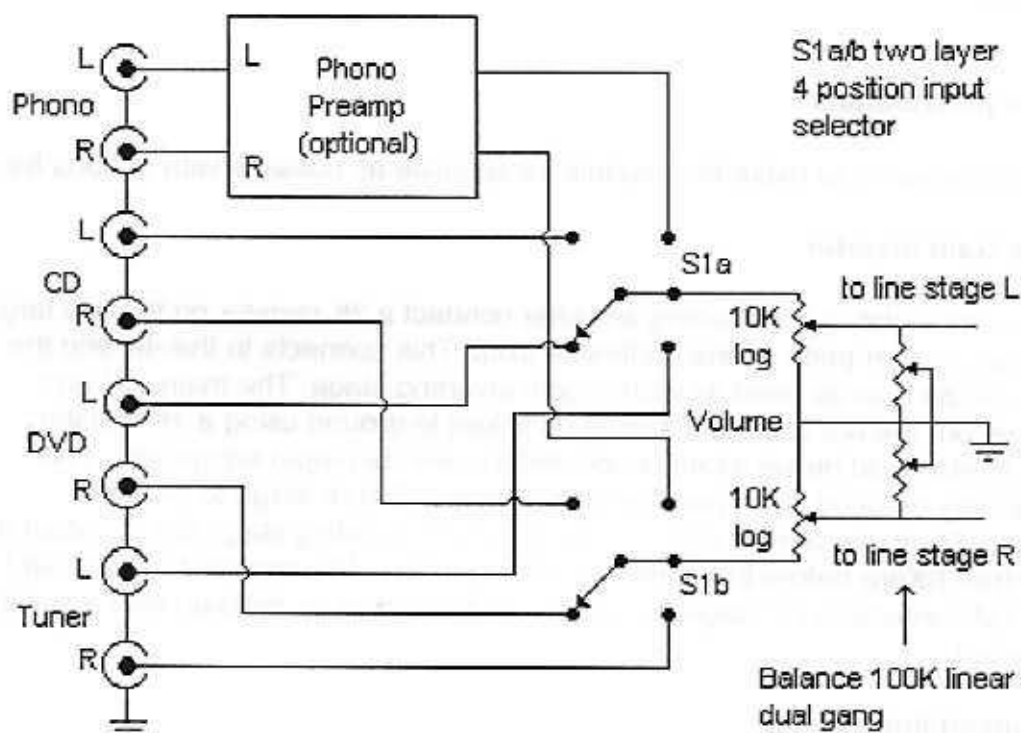 L
Phono
R
L
Phono
Preamp
(optional)
R
S1a/b two layer
4 position input
selector
L
CD
R
L
DVD
R
L
Tuner
R
S1a
10K
log
to line stage L
Volume
10K
log
S1b
to line stage R
Balance 100K linear
dual gang